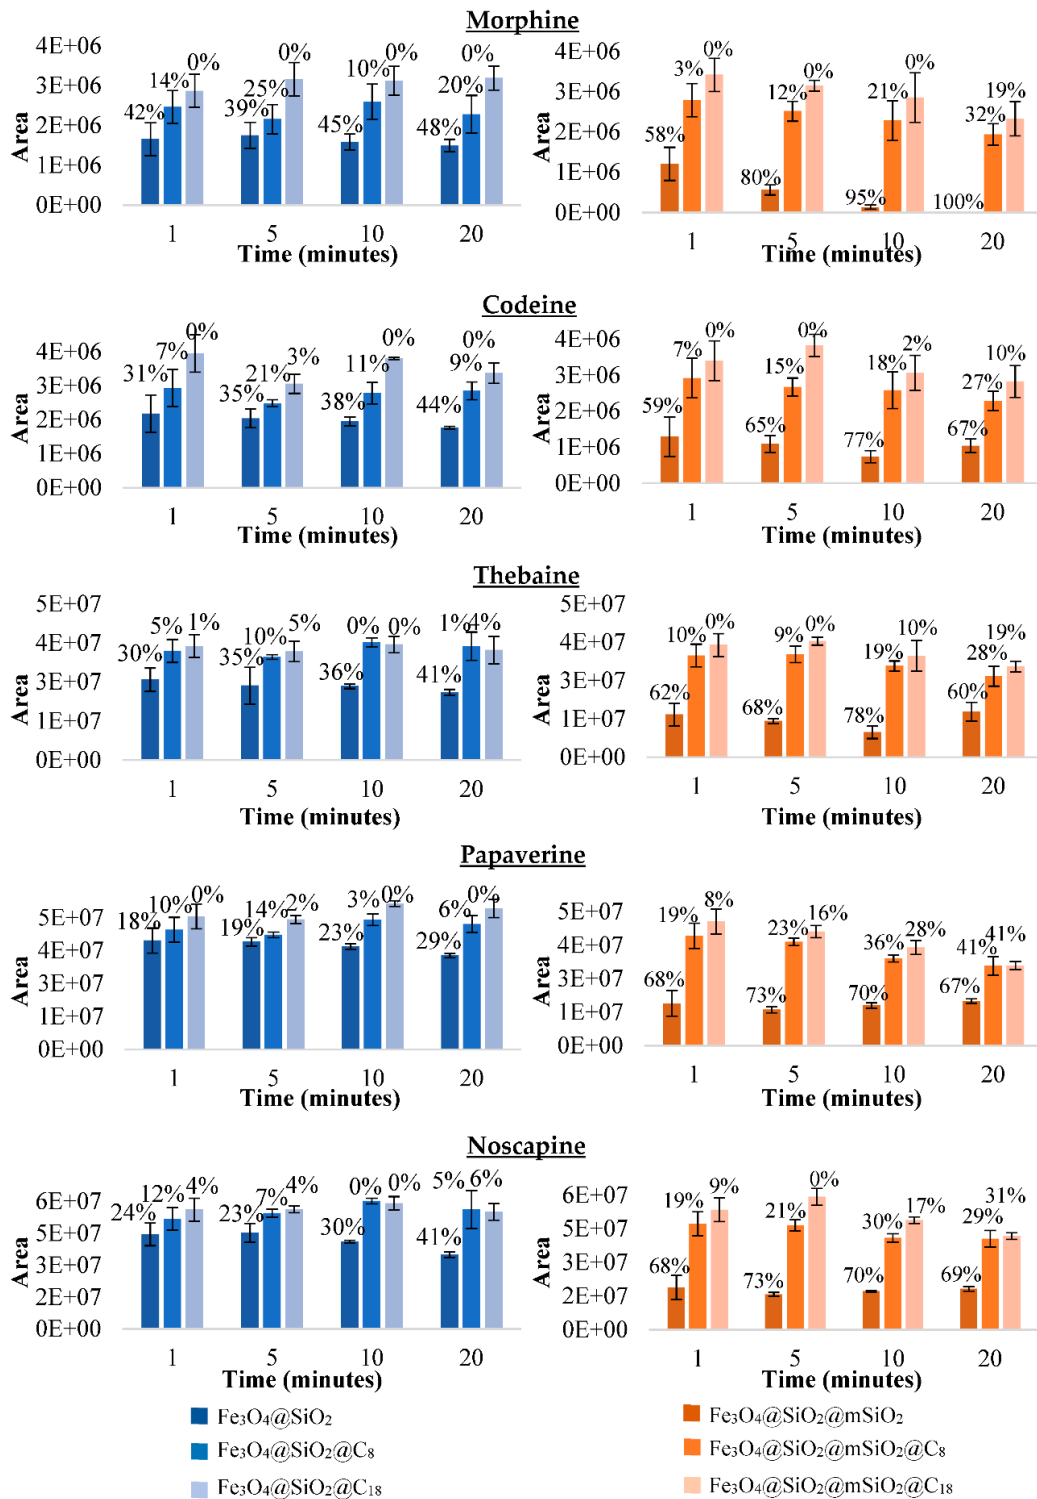 Morphine
4E+06
3E+06
2E+06
1E+06
0E+00
Area
42% 14% 0%
39% 25% 0%
45% 10% 0%
48% 20% 0%
1 5 10 20
Time (minutes)
4E+06
3E+06
2E+06
1E+06
0E+00
Area
58% 3% 0%
80% 12% 0%
95% 21% 0%
100% 32% 19%
1 5 10 20
Time (minutes)
Codeine
4E+06
3E+06
2E+06
1E+06
0E+00
Area
31% 7% 0%
35% 21% 3%
38% 11% 0%
44% 9% 0%
1 5 10 20
Time (minutes)
4E+06
3E+06
2E+06
1E+06
0E+00
Area
59% 7% 0%
65% 15% 0%
77% 18% 2%
67% 27% 10%
1 5 10 20
Time (minutes)
Thebaine
5E+07
4E+07
3E+07
2E+07
1E+07
0E+00
Area
30% 5% 1%
35% 10% 5%
36% 0% 0%
41% 1% 4%
1 5 10 20
Time (minutes)
5E+07
4E+07
3E+07
2E+07
1E+07
0E+00
Area
62% 10% 0%
68% 9% 0%
78% 19% 10%
60% 28% 19%
1 5 10 20
Time (minutes)
Papaverine
5E+07
4E+07
3E+07
2E+07
1E+07
0E+00
Area
18% 10% 0%
19% 14% 2%
23% 3% 0%
29% 6% 0%
1 5 10 20
Time (minutes)
5E+07
4E+07
3E+07
2E+07
1E+07
0E+00
Area
68% 19% 8%
73% 23% 16%
70% 36% 28%
67% 41% 41%
1 5 10 20
Time (minutes)
Noscapine
6E+07
5E+07
3E+07
2E+07
0E+00
Area
24% 12% 4%
23% 7% 4%
30% 0% 0%
41% 5% 6%
1 5 10 20
Time (minutes)
6E+07
5E+07
3E+07
2E+07
0E+00
Area
68% 19% 9%
73% 21% 0%
70% 30% 17%
69% 29% 31%
1 5 10 20
Time (minutes)
Fe₃O₄@SiO₂
Fe₃O₄@SiO₂@C₈
Fe₃O₄@SiO₂@C₁₈
Fe₃O₄@SiO₂@mSiO₂
Fe₃O₄@SiO₂@mSiO₂@C₈
Fe₃O₄@SiO₂@mSiO₂@C₁₈